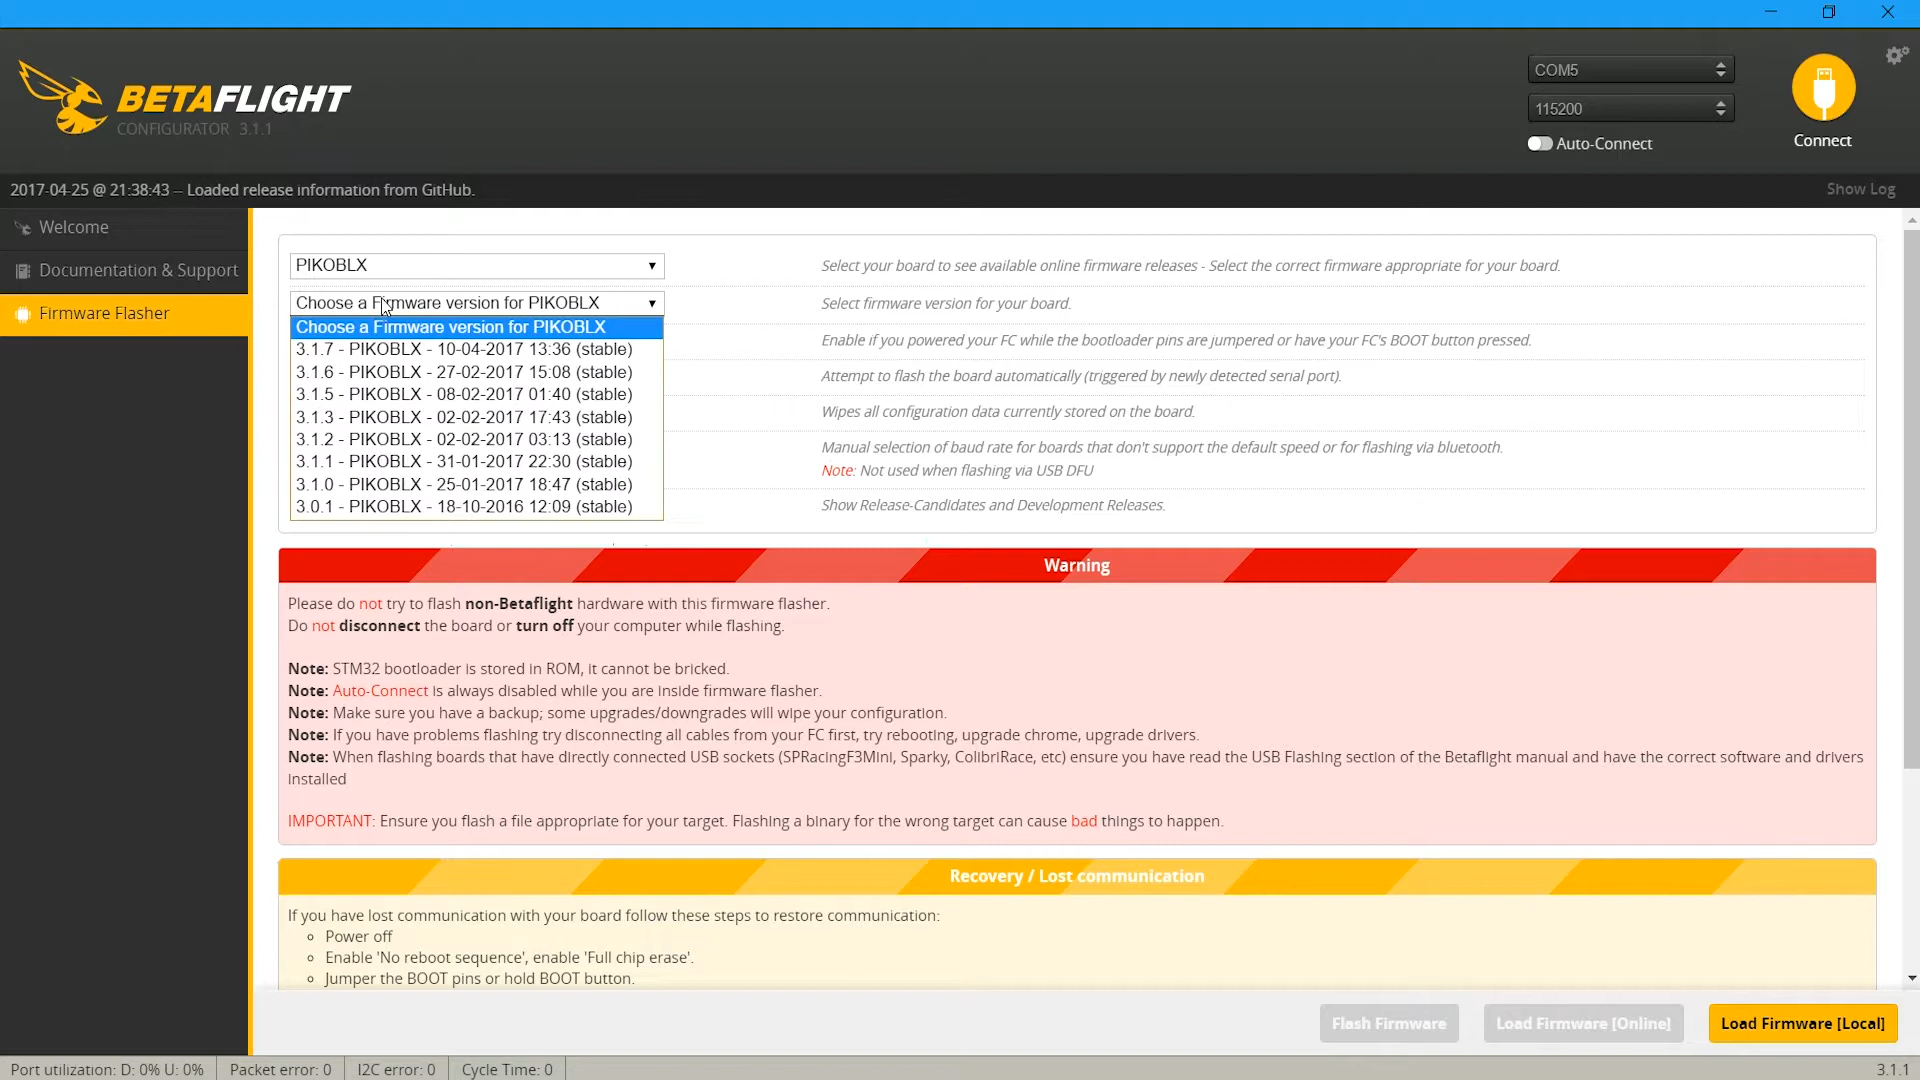 BETAFLIGHT
CONFIGURATOR 3.1.1
COM5
115200
Auto-Connect
Connect
2017-04-25 @ 21:38:43 -- Loaded release information from GitHub.
Show Log
Welcome
Documentation & Support
Firmware Flasher
PIKOBLX
Select your board to see available online firmware releases - Select the correct firmware appropriate for your board.
Choose a Firmware version for PIKOBLX
Select firmware version for your board.
Choose a Firmware version for PIKOBLX
3.1.7 - PIKOBLX - 10-04-2017 13:36 (stable)
3.1.6 - PIKOBLX - 27-02-2017 15:08 (stable)
3.1.5 - PIKOBLX - 08-02-2017 01:40 (stable)
3.1.3 - PIKOBLX - 02-02-2017 17:43 (stable)
3.1.2 - PIKOBLX - 02-02-2017 03:13 (stable)
3.1.1 - PIKOBLX - 31-01-2017 22:30 (stable)
3.1.0 - PIKOBLX - 25-01-2017 18:47 (stable)
3.0.1 - PIKOBLX - 18-10-2016 12:09 (stable)
Enable if you powered your FC while the bootloader pins are jumpered or have your FC's BOOT button pressed.
Attempt to flash the board automatically (triggered by newly detected serial port).
Wipes all configuration data currently stored on the board.
Manual selection of baud rate for boards that don't support the default speed or for flashing via bluetooth.
Note: Not used when flashing via USB DFU
Show Release-Candidates and Development Releases.
Warning
Please do not try to flash non-Betaflight hardware with this firmware flasher.
Do not disconnect the board or turn off your computer while flashing.
Note: STM32 bootloader is stored in ROM, it cannot be bricked.
Note: Auto-Connect is always disabled while you are inside firmware flasher.
Note: Make sure you have a backup; some upgrades/downgrades will wipe your configuration.
Note: If you have problems flashing try disconnecting all cables from your FC first, try rebooting, upgrade chrome, upgrade drivers.
Note: When flashing boards that have directly connected USB sockets (SPRacingF3Mini, Sparky, ColibriRace, etc) ensure you have read the USB Flashing section of the Betaflight manual and have the correct software and drivers
installed
IMPORTANT: Ensure you flash a file appropriate for your target. Flashing a binary for the wrong target can cause bad things to happen.
Recovery / Lost communication
If you have lost communication with your board follow these steps to restore communication:
Power off
Enable 'No reboot sequence', enable 'Full chip erase'.
Jumper the BOOT pins or hold BOOT button.
Flash Firmware
Load Firmware [Online]
Load Firmware [Local]
Port utilization: D: 0% U: 0%
Packet error: 0
I2C error: 0
Cycle Time: 0
3.1.1